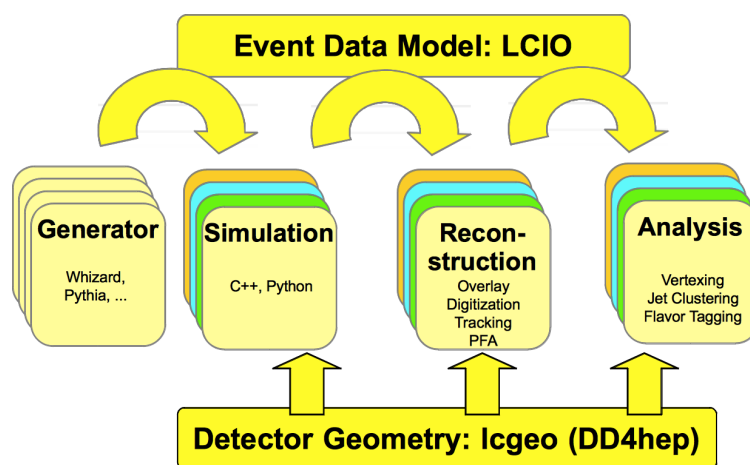 Event Data Model: LCIO
Generator
Whizard,
Pythia, ...
Simulation
C++, Python
Recon-
struction
Overlay
Digitization
Tracking
PFA
Analysis
Vertexing
Jet Clustering
Flavor Tagging
Detector Geometry: lcgeo (DD4hep)